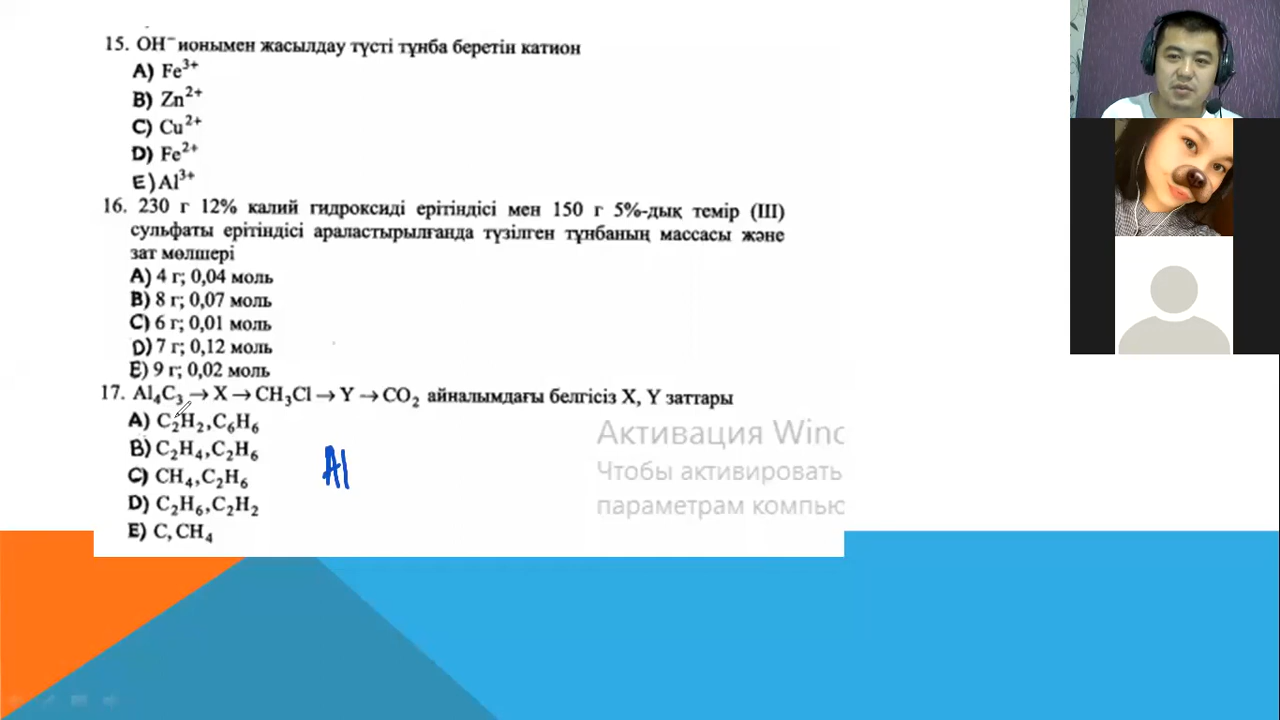 15. OH⁻ ионымен жасылдау түсті тұнба беретін катион
A) Fe³⁺
B) Zn²⁺
C) Cu²⁺
D) Fe²⁺
E) Al³⁺
16. 230 г 12% калий гидроксиді ерітіндісі мен 150 г 5%-дық темір (III)
сульфаты ерітіндісі араластырылғанда түзілген тұнбаның массасы және
зат мөлшері
A) 4 г; 0,04 моль
B) 8 г; 0,07 моль
C) 6 г; 0,01 моль
D) 7 г; 0,12 моль
E) 9 г; 0,02 моль
17. Al₄C₃ → X → CH₃Cl → Y → CO₂ айналымдағы белгісіз X, Y заттары
A) C₂H₂, C₆H₆
B) C₂H₄, C₂H₆
C) CH₄, C₂H₆
D) C₂H₆, C₂H₂
E) C, CH₄
Al
Активация Winc
Чтобы активировать
параметрам компьк